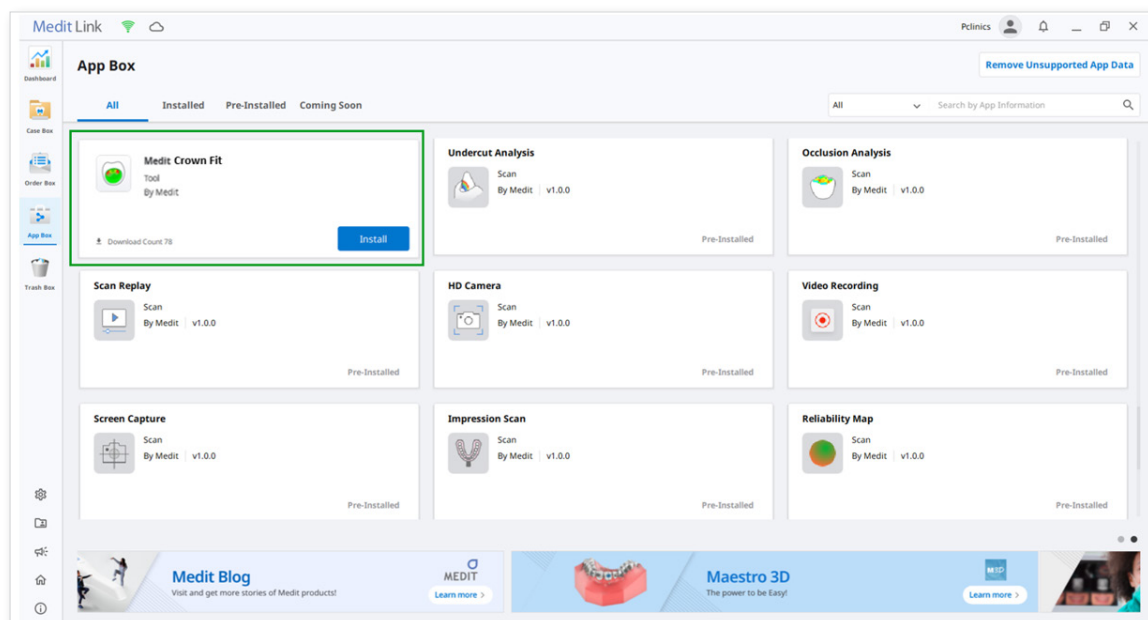 Medit Link
Pclinics
Dashboard
Case Box
Order Box
App Box
Trash Box
App Box
Remove Unsupported App Data
All Installed Pre-Installed Coming Soon
All Search by App Information
Medit Crown Fit
Tool
By Medit
Download Count 78
Install
Undercut Analysis
Scan
By Medit v1.0.0
Pre-Installed
Occlusion Analysis
Scan
By Medit v1.0.0
Pre-Installed
Scan Replay
Scan
By Medit v1.0.0
Pre-Installed
HD Camera
Scan
By Medit v1.0.0
Pre-Installed
Video Recording
Scan
By Medit v1.0.0
Pre-Installed
Screen Capture
Scan
By Medit v1.0.0
Pre-Installed
Impression Scan
Scan
By Medit v1.0.0
Pre-Installed
Reliability Map
Scan
By Medit v1.0.0
Pre-Installed
Medit Blog
Visit and get more stories of Medit products!
MEDIT
Learn more >
Maestro 3D
The power to be Easy!
Learn more >